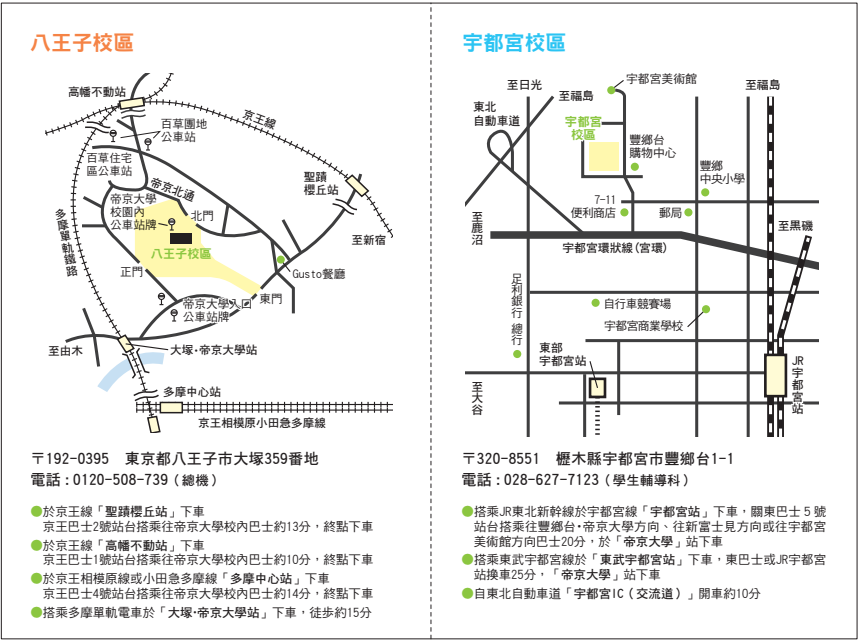 八王子校區
高幡不動站
京王線
百草團地
公車站
百草住宅
區公車站
帝京北通
聖蹟
櫻丘站
帝京大學
校園內
公車站牌
北門
多摩單軌鐵路
至新宿
八王子校區
正門
Gusto餐廳
東門
帝京大學入口
公車站牌
至由木
大塚·帝京大學站
多摩中心站
京王相模原小田急多摩線
〒192-0395 東京都八王子市大塚359番地
電話：0120-508-739（總機）
●於京王線「聖蹟櫻丘站」下車
京王巴士2號站台搭乘往帝京大學校內巴士約13分，終點下車
●於京王線「高幡不動站」
京王巴士1號站台搭乘往帝京大學校內巴士約10分，終點下車
●於京王相模原線或小田急多摩線「多摩中心站」下車
京王巴士4號站台搭乘往帝京大學校內巴士約14分，終點下車
●搭乘多摩單軌電車於「大塚·帝京大學站」下車，徒步約15分
宇都宮校區
至日光
至福島
宇都宮美術館
至福島
東北
自動車道
宇都宮
校區
豐鄉台
購物中心
豐鄉
中央小學
7-11
便利商店
郵局
至鹿沼
至黑磯
宇都宮環狀線(宮環)
足利銀行 總行
自行車競賽場
宇都宮商業學校
東部
宇都宮站
JR宇都宮站
至大谷
〒320-8551 櫪木縣宇都宮市豐鄉台1-1
電話：028-627-7123（學生輔導科）
●搭乘JR東北新幹線於宇都宮線「宇都宮站」下車，關東巴士５號
站台搭乘往豐鄉台·帝京大學方向、往新富士見方向或往宇都宮
美術館方向巴士20分，於「帝京大學」站下車
●搭乘東武宇都宮線於「東武宇都宮站」下車，東巴士或JR宇都宮
站換車25分，「帝京大學」站下車
●自東北自動車道「宇都宮IC（交流道）」開車約10分